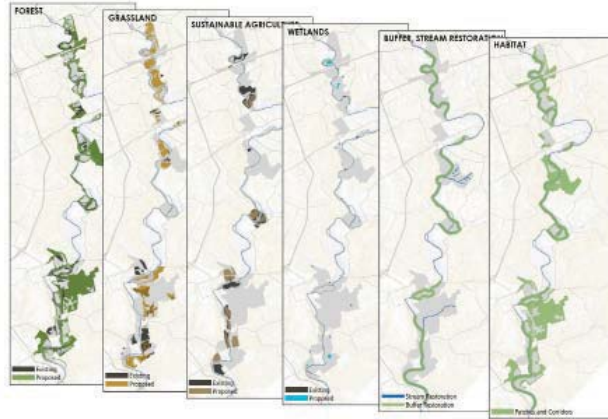 FOREST
Existing
Proposed
GRASSLAND
Existing
Proposed
SUSTAINABLE AGRICULTURE
Existing
Proposed
WETLANDS
Existing
Proposed
BUFFER, STREAM RESTORATION
Stream Restoration
Buffer Restoration
HABITAT
Patches and Corridors